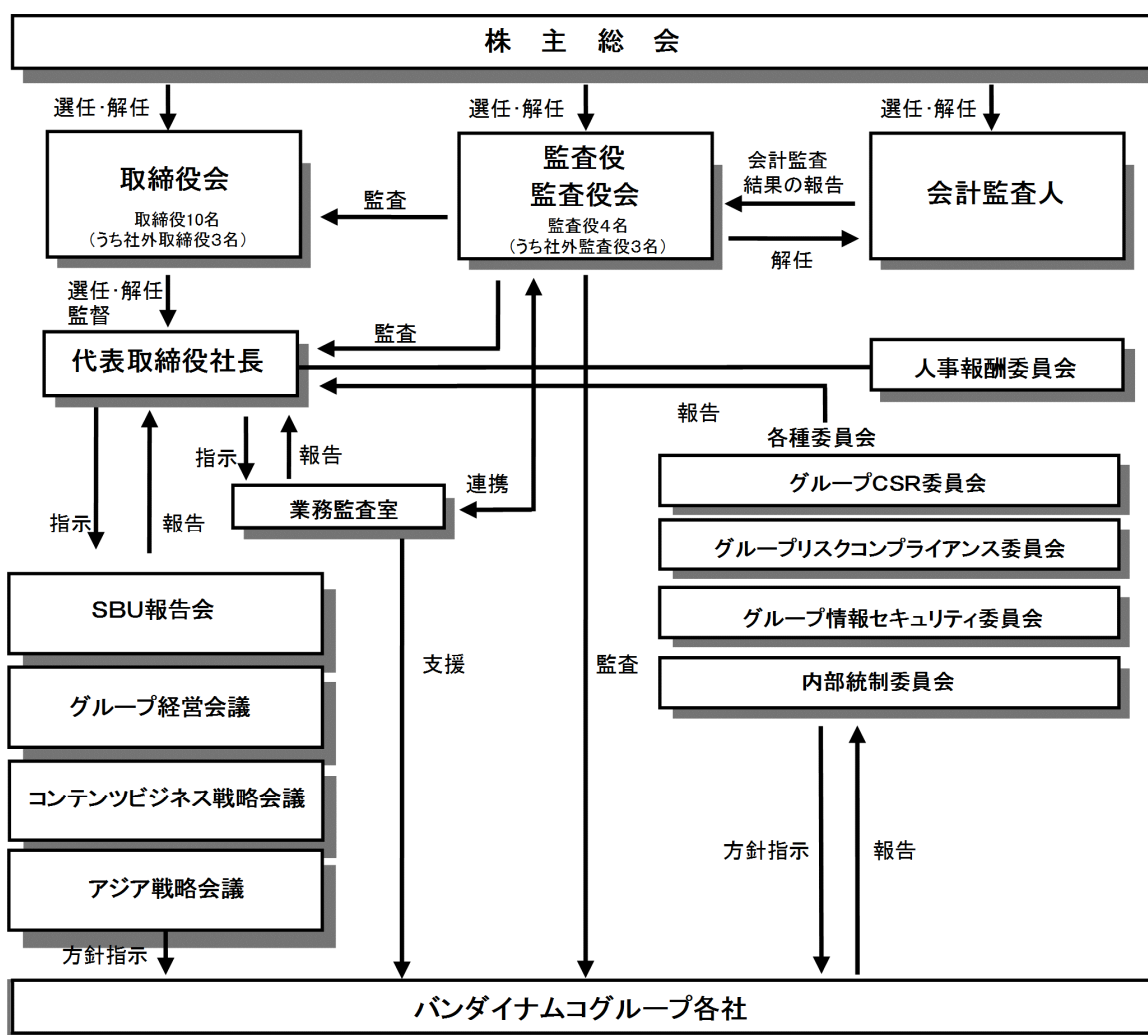 株 主 総 会
選任・解任
選任・解任
選任・解任
取締役会
取締役10名
（うち社外取締役3名）
監査
監査役
監査役会
監査役4名
（うち社外監査役3名）
会計監査
結果の報告
解任
会計監査人
選任・解任
監督
監査
代表取締役社長
人事報酬委員会
報告
各種委員会
指示
報告
指示
報告
連携
業務監査室
グループCSR委員会
グループリスクコンプライアンス委員会
グループ情報セキュリティ委員会
内部統制委員会
SBU報告会
グループ経営会議
コンテンツビジネス戦略会議
アジア戦略会議
支援
監査
方針指示
報告
方針指示
バンダイナムコグループ各社